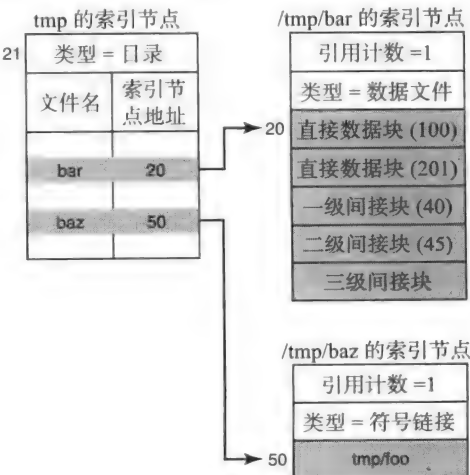 tmp 的索引节点
21
类型 = 目录
文件名
索引节
点地址
bar 20
baz 50
/tmp/bar 的索引节点
引用计数 =1
类型 = 数据文件
20
直接数据块 (100)
直接数据块 (201)
一级间接块 (40)
二级间接块 (45)
三级间接块
/tmp/baz 的索引节点
引用计数 =1
类型 = 符号链接
50
tmp/foo